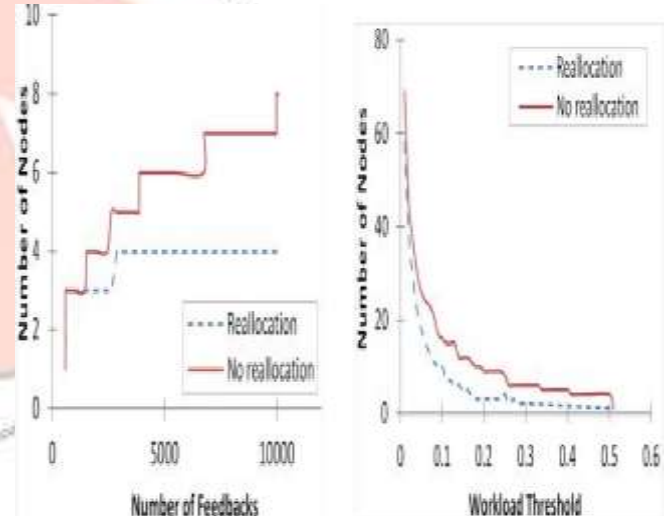 10
8
6
4
2
0
Number of Nodes
Reallocation
No reallocation
0
5000
10000
Number of Feedbacks
80
60
40
20
0
Number of Nodes
Reallocation
No reallocation
0
0.1
0.2
0.3
0.4
0.5
0.6
Workload Threshold